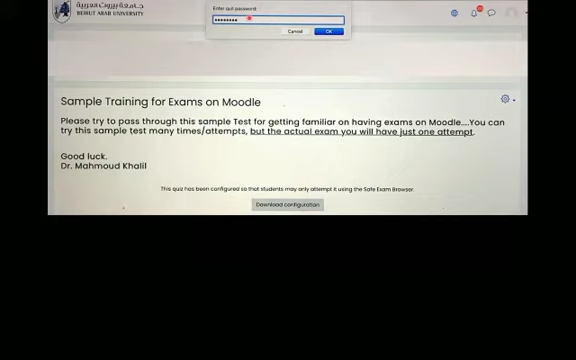 جامعة بيروت العربية
BEIRUT ARAB UNIVERSITY
Enter quit password:
Cancel
OK
Sample Training for Exams on Moodle
Please try to pass through this sample Test for getting familiar on having exams on Moodle....You can
try this sample test many times/attempts, but the actual exam you will have just one attempt.
Good luck.
Dr. Mahmoud Khalil
This quiz has been configured so that students may only attempt it using the Safe Exam Browser.
Download configuration